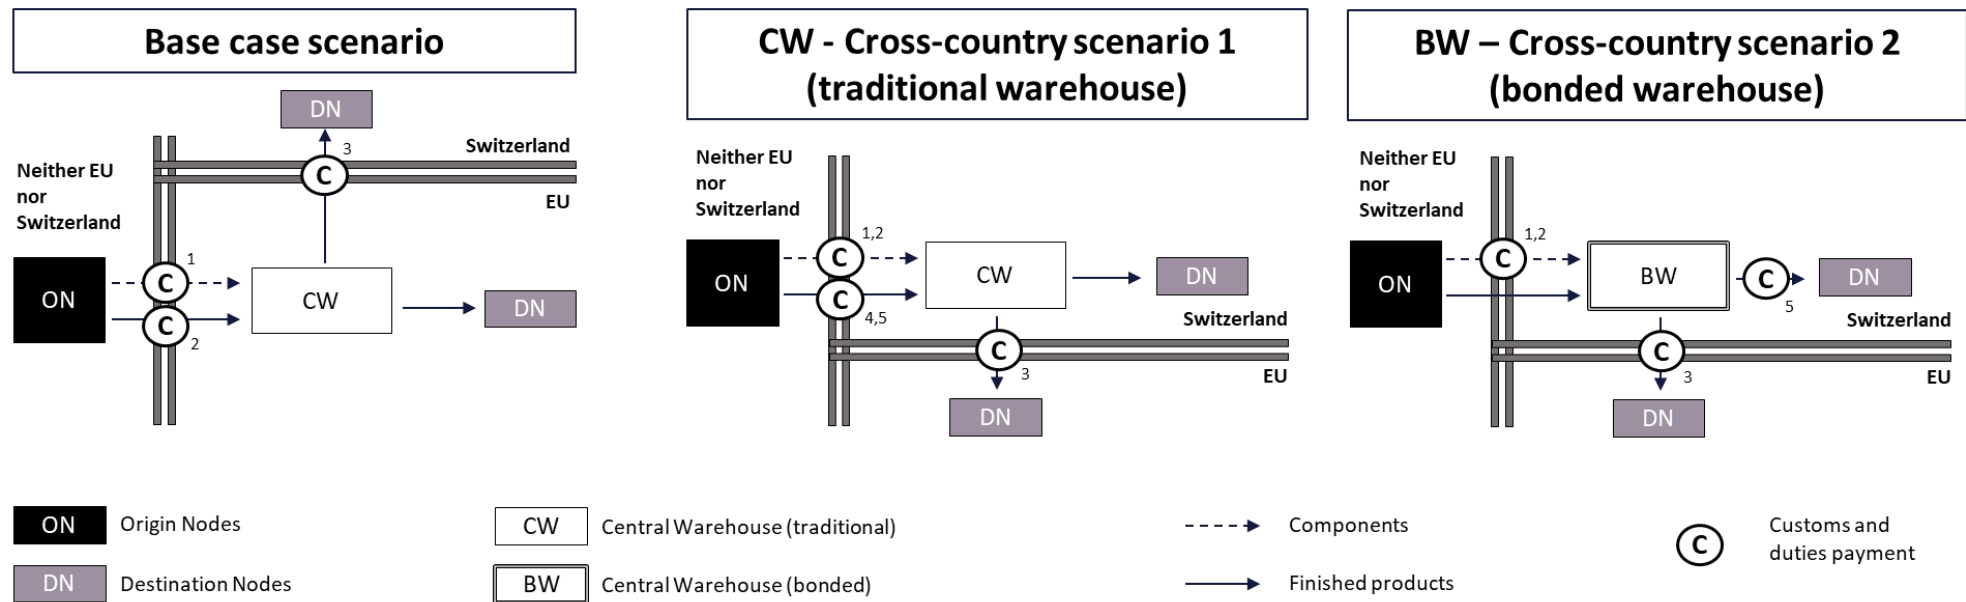 Base case scenario
DN
3
Switzerland
EU
Neither EU
nor
Switzerland
ON
1
C
C
C
2
CW
DN
CW - Cross-country scenario 1
(traditional warehouse)
Neither EU
nor
Switzerland
ON
1,2
C
C
4,5
CW
DN
Switzerland
C
3
EU
DN
BW – Cross-country scenario 2
(bonded warehouse)
Neither EU
nor
Switzerland
ON
1,2
C
BW
C
5
DN
Switzerland
C
3
EU
DN
ON
Origin Nodes
CW
Central Warehouse (traditional)
Components
C
Customs and
duties payment
DN
Destination Nodes
BW
Central Warehouse (bonded)
Finished products